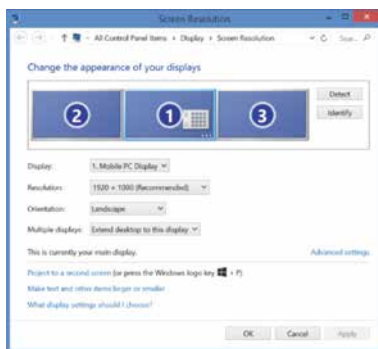 Screen Resolution
All Control Panel Items Display Screen Resolution
Change the appearance of your displays
2 1 3
Detect
Identify
Display: 1. Mobile PC Display
Resolution: 1920 × 1080 (Recommended)
Orientation: Landscape
Multiple displays: Extend desktop to this display
This is currently your main display. Advanced settings
Project to a second screen (or press the Windows logo key + P)
Make text and other items larger or smaller
What display settings should I choose?
OK Cancel Apply